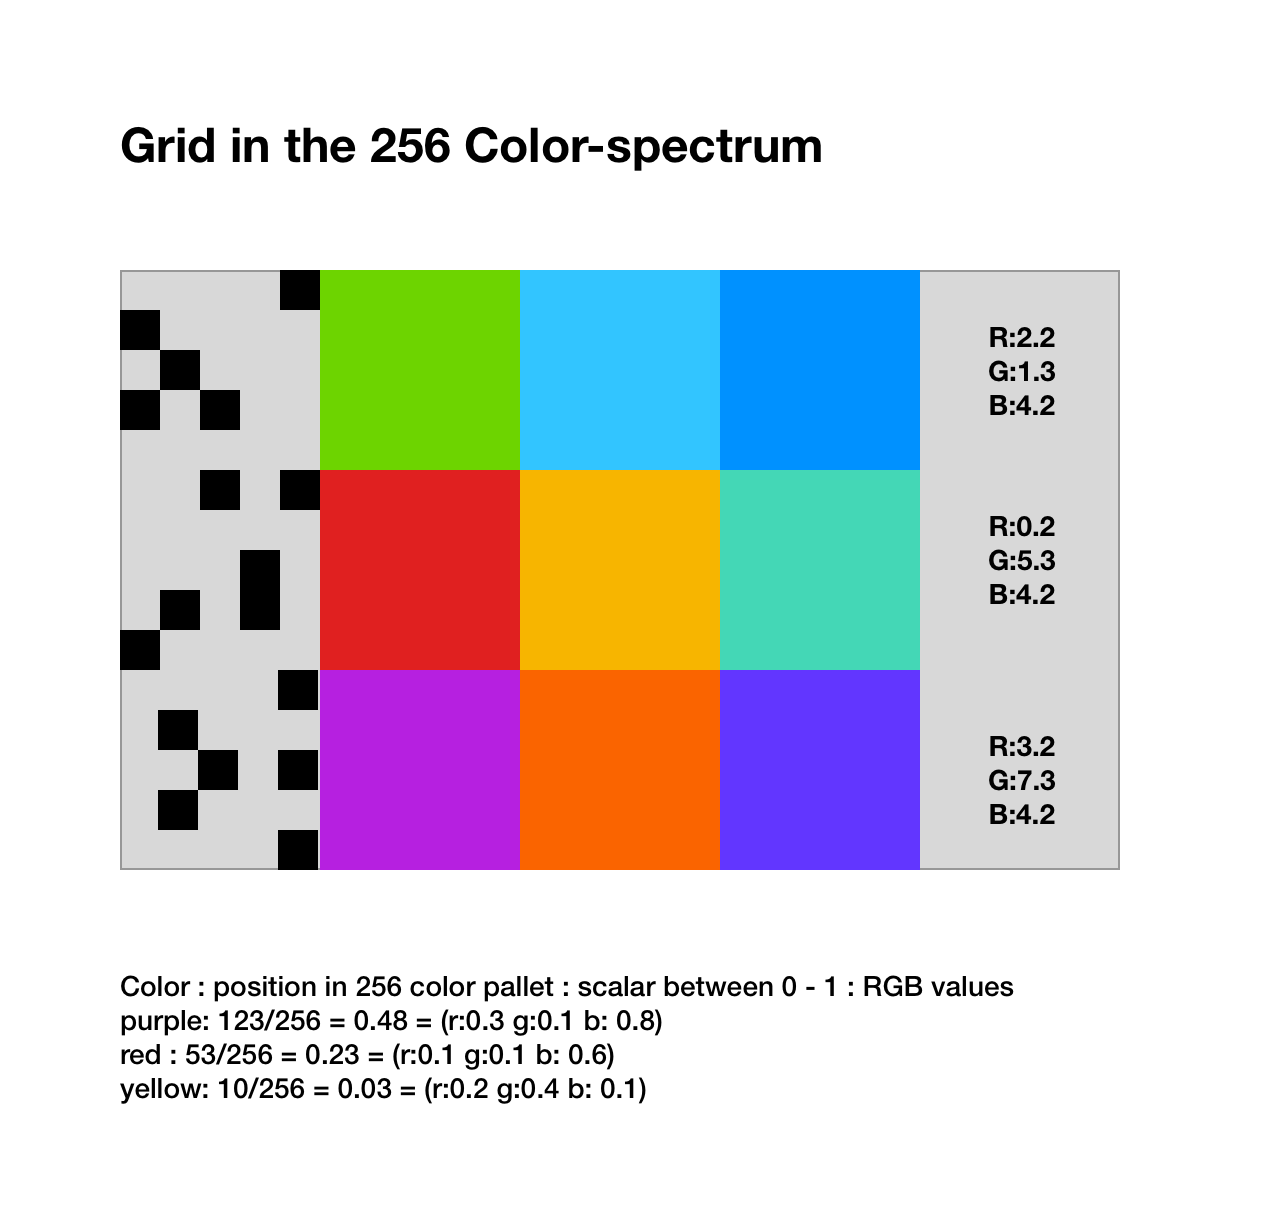 Grid in the 256 Color-spectrum
R:2.2
G:1.3
B:4.2
R:0.2
G:5.3
B:4.2
R:3.2
G:7.3
B:4.2
Color : position in 256 color pallet : scalar between 0 - 1 : RGB values
purple: 123/256 = 0.48 = (r:0.3 g:0.1 b: 0.8)
red : 53/256 = 0.23 = (r:0.1 g:0.1 b: 0.6)
yellow: 10/256 = 0.03 = (r:0.2 g:0.4 b: 0.1)